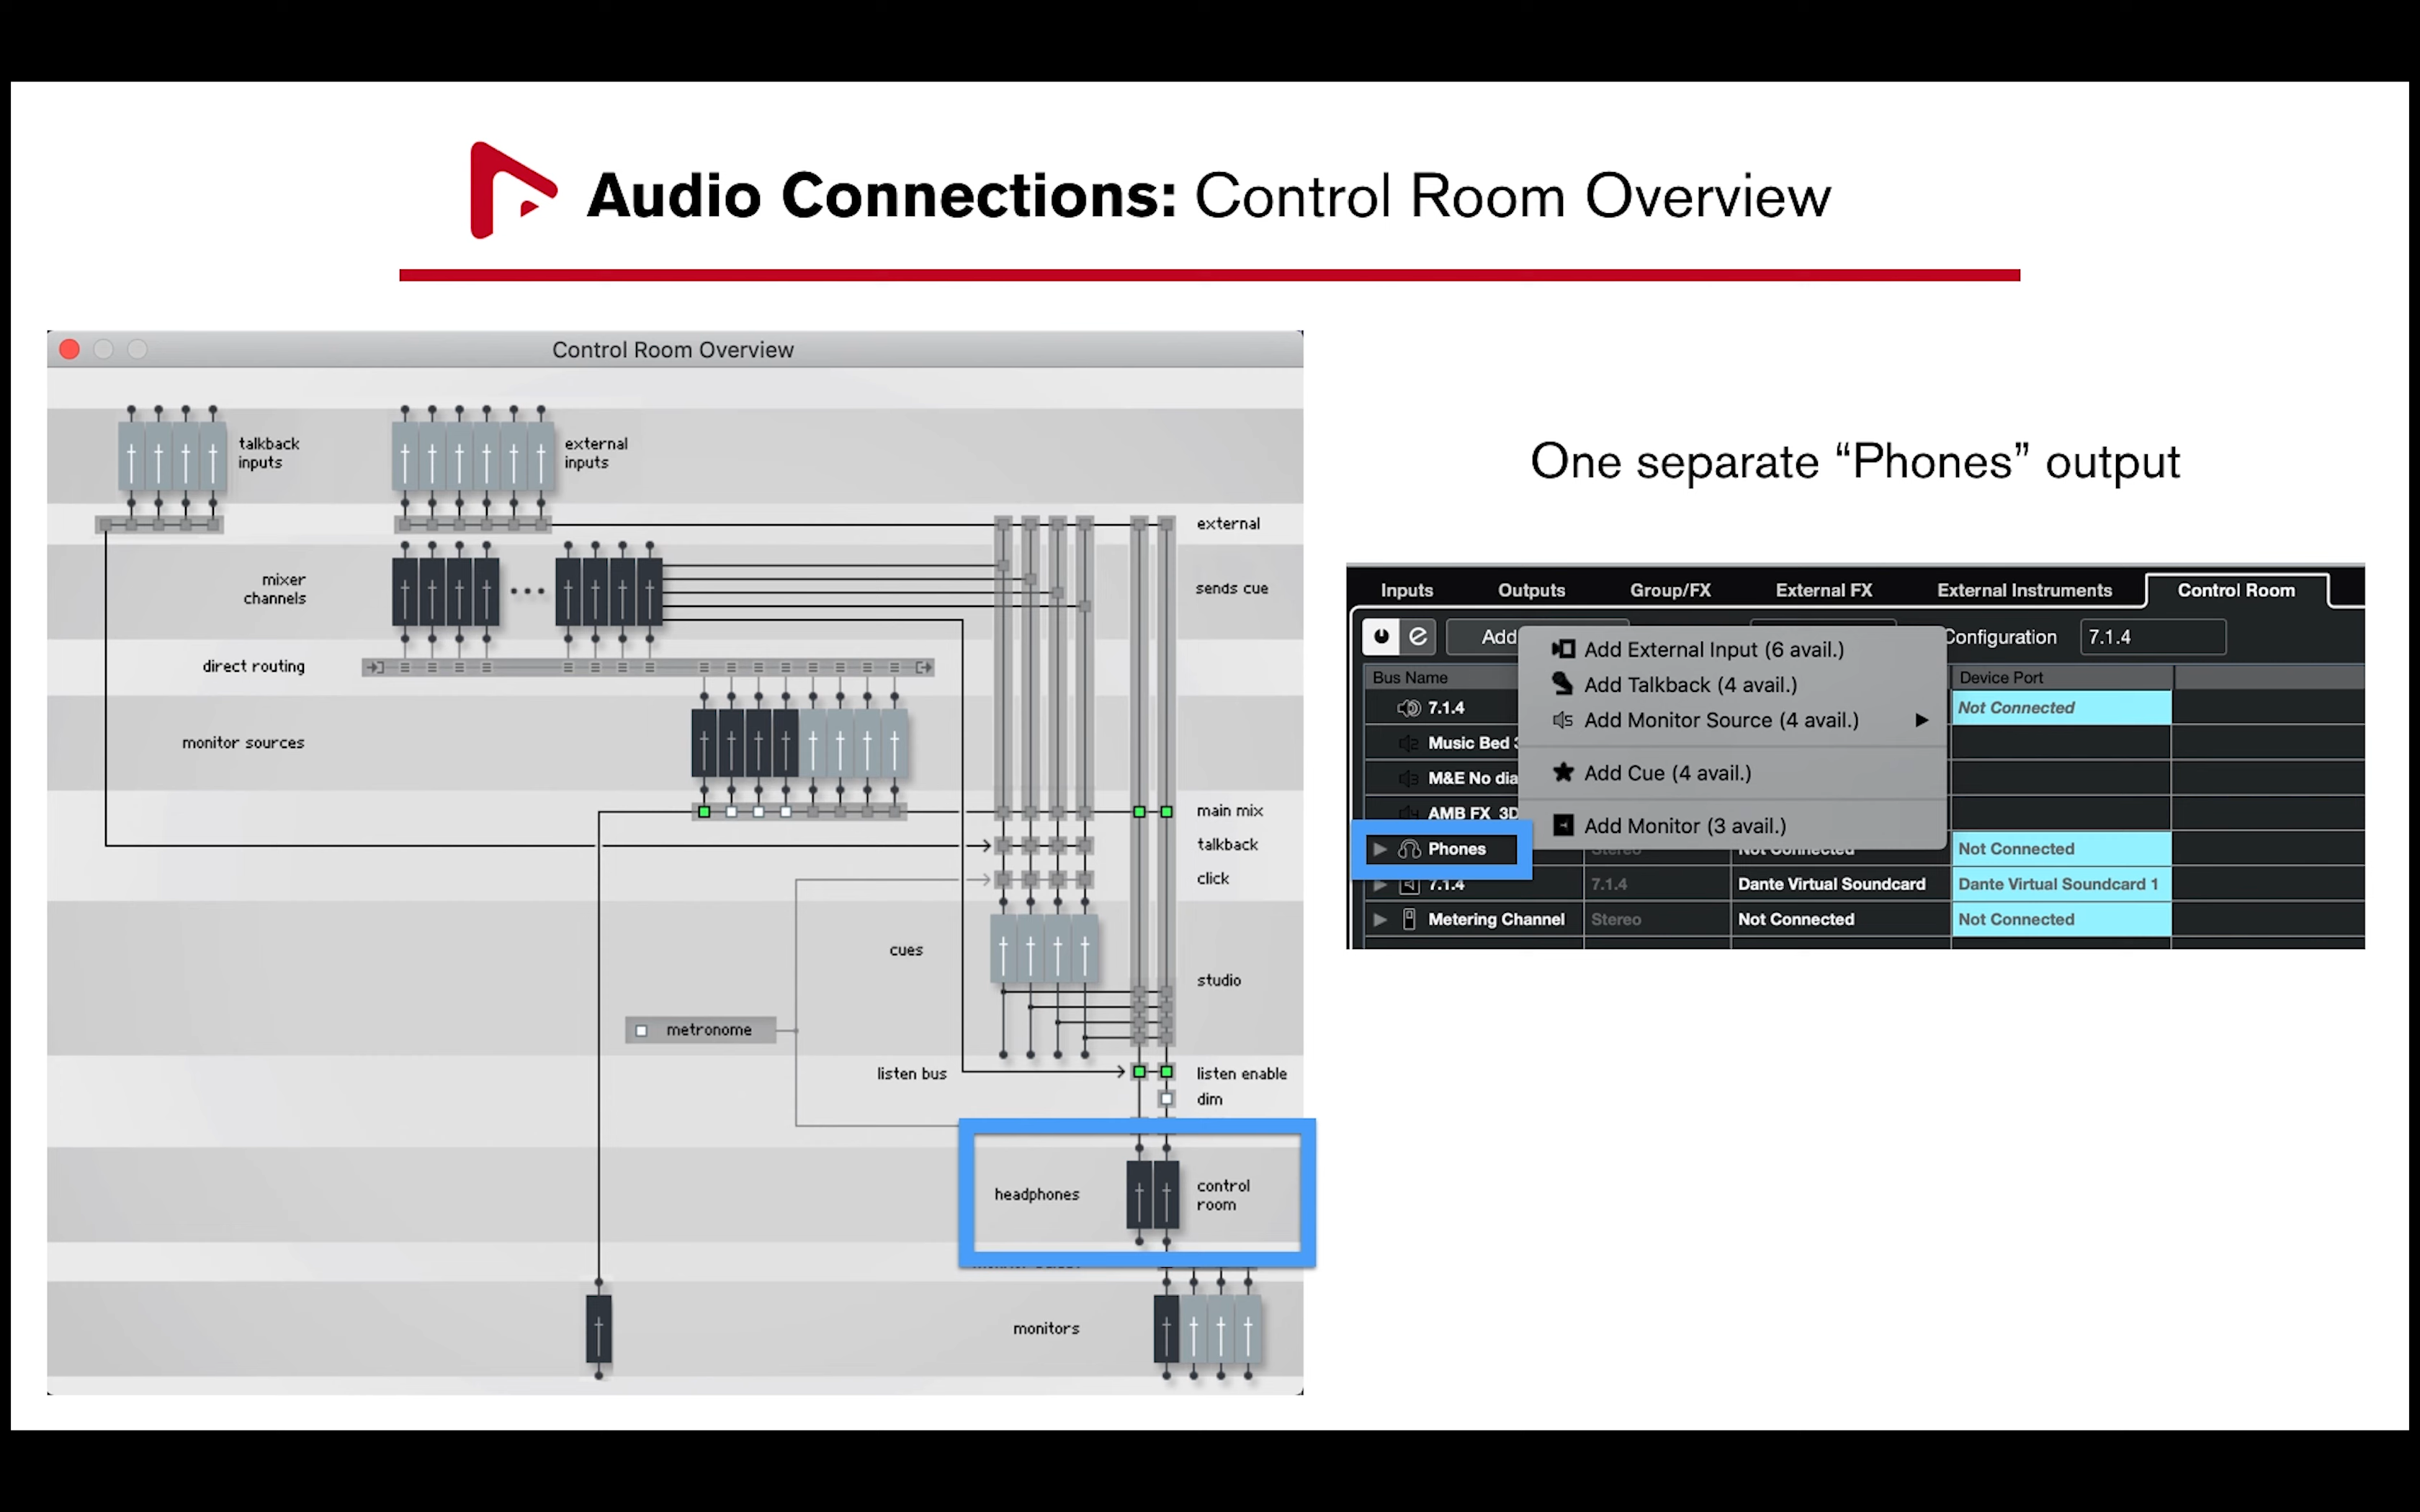 Audio Connections: Control Room Overview
Control Room Overview
talkback
inputs
external
inputs
external
mixer
channels
sends cue
direct routing
monitor sources
main mix
talkback
click
cues
studio
metronome
listen bus
listen enable
dim
headphones
control
room
monitors
One separate “Phones” output
Inputs
Outputs
Group/FX
External FX
External Instruments
Control Room
Add
Configuration
7.1.4
Add External Input (6 avail.)
Add Talkback (4 avail.)
Add Monitor Source (4 avail.)
Add Cue (4 avail.)
Add Monitor (3 avail.)
Bus Name
Device Port
7.1.4
Not Connected
Music Bed 3
M&E No dia
AMB FX_3D
Phones
Stereo
Not Connected
Not Connected
7.1.4
7.1.4
Dante Virtual Soundcard
Dante Virtual Soundcard 1
Metering Channel
Stereo
Not Connected
Not Connected